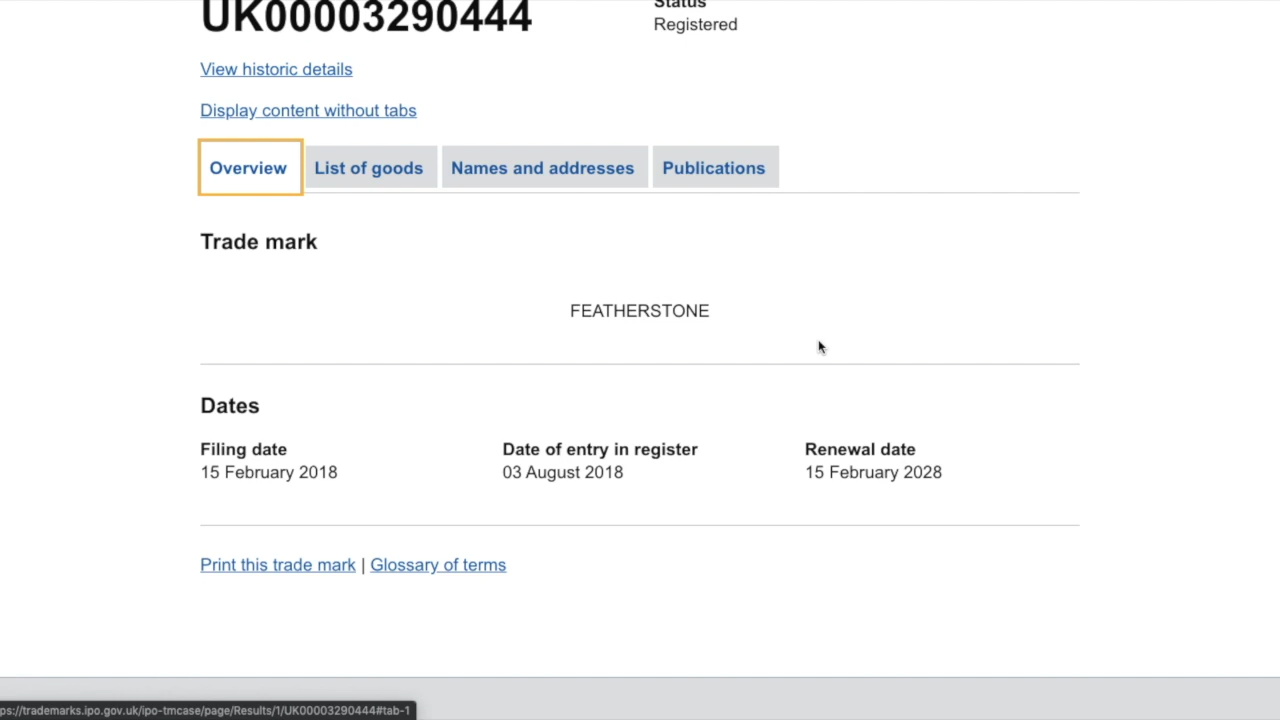 UK00003290444
Status
Registered
View historic details
Display content without tabs
Overview
List of goods
Names and addresses
Publications
Trade mark
FEATHERSTONE
Dates
Filing date
15 February 2018
Date of entry in register
03 August 2018
Renewal date
15 February 2028
Print this trade mark | Glossary of terms
ps://trademarks.ipo.gov.uk/ipo-tmcase/page/Results/1/UK00003290444#tab-1